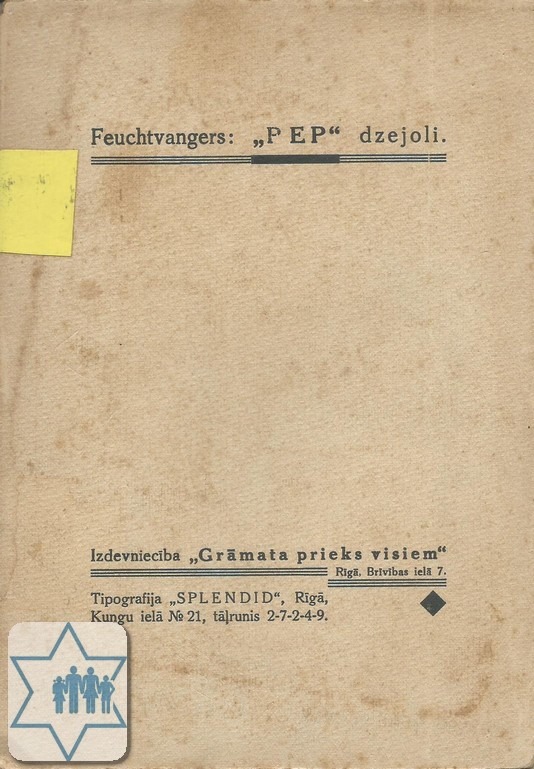 Feuchtvangers: „PEP“ dzejoli.
Izdevniecība „Grāmata prieks visiem“
Rīgā, Brīvības ielā 7.
Tipografija „SPLENDID“, Rīgā,
Kungu ielā № 21, tāļrunis 2-7-2-4-9.